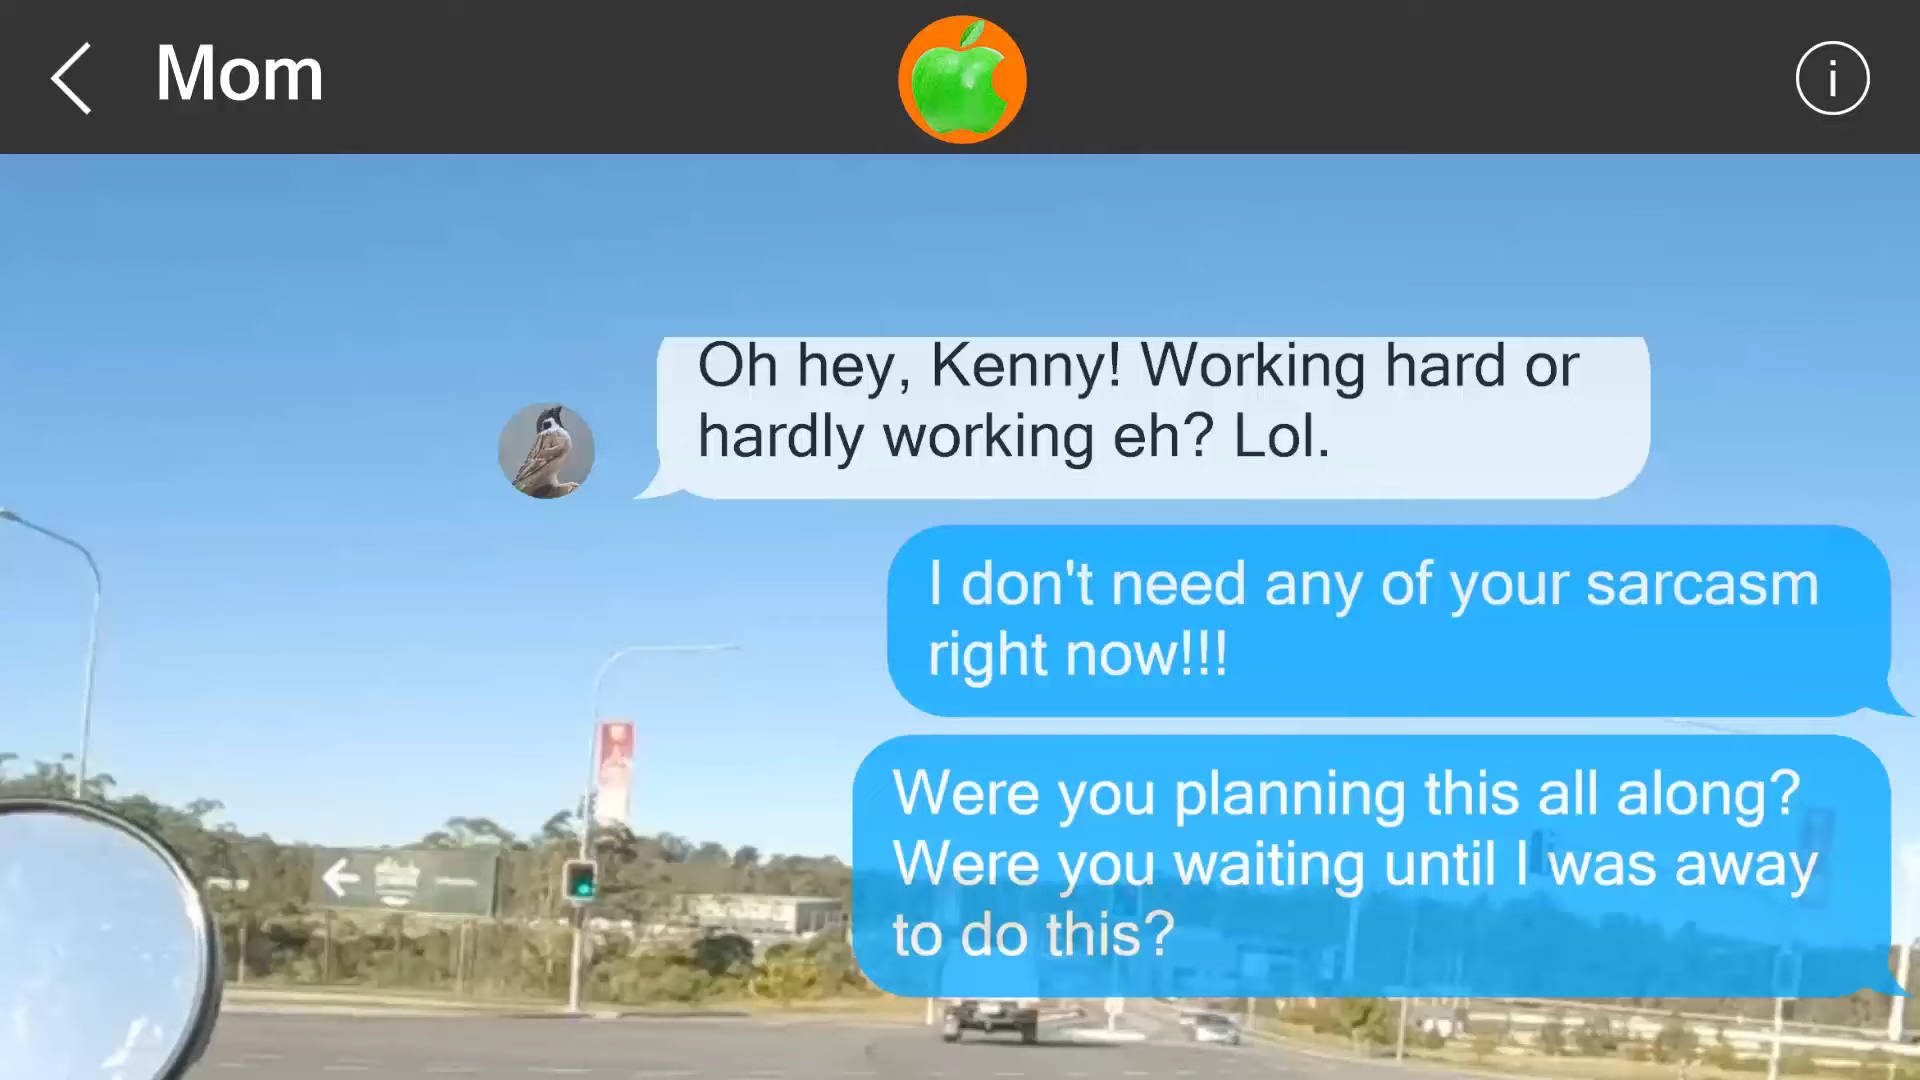 Mom
i
Oh hey, Kenny! Working hard or
hardly working eh? Lol.
I don't need any of your sarcasm
right now!!!
Were you planning this all along?
Were you waiting until I was away
to do this?